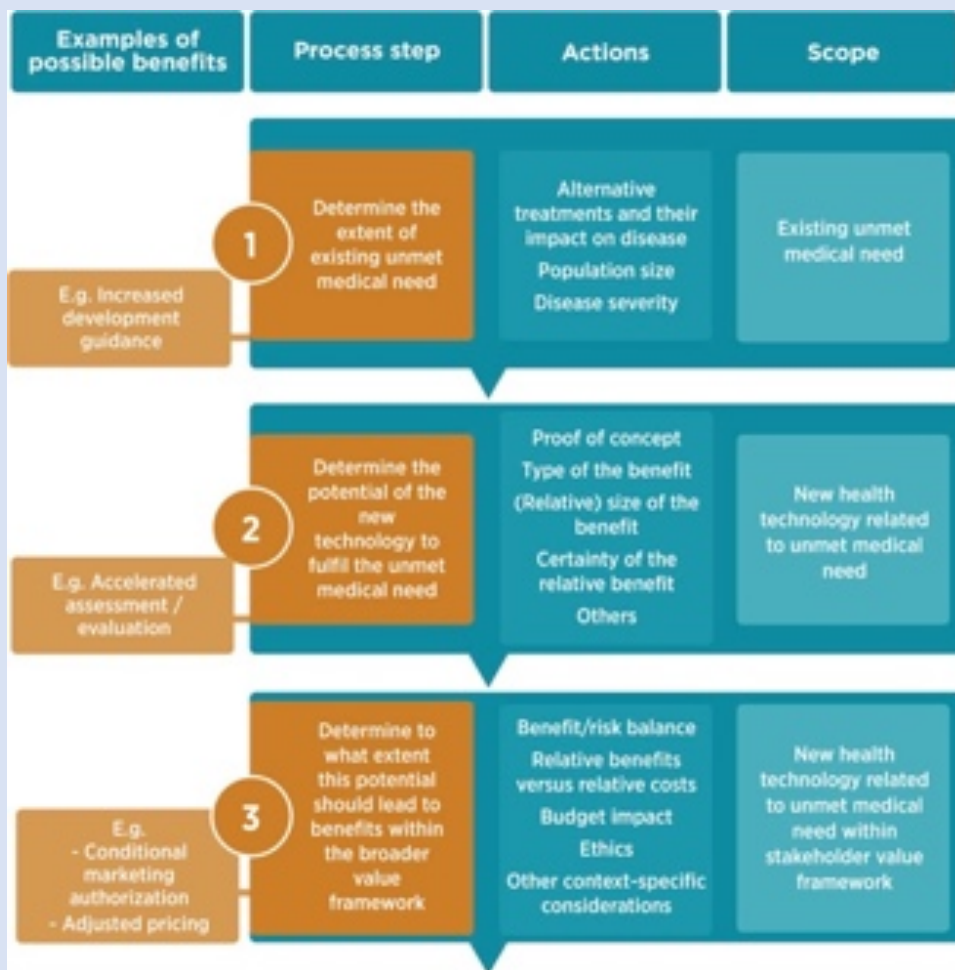 Examples of
possible benefits
Process step
Actions
Scope
1
Determine the
extent of
existing unmet
medical need
Alternative
treatments and their
impact on disease
Population size
Disease severity
Existing unmet
medical need
E.g. Increased
development
guidance
2
Determine the
potential of the
new
technology to
fulfil the unmet
medical need
Proof of concept
Type of the benefit
(Relative) size of the
benefit
Certainty of the
relative benefit
Others
New health
technology related
to unmet medical
need
E.g. Accelerated
assessment /
evaluation
3
Determine to
what extent
this potential
should lead to
benefits within
the broader
value
framework
Benefit/risk balance
Relative benefits
versus relative costs
Budget impact
Ethics
Other context-specific
considerations
New health
technology related
to unmet medical
need within
stakeholder value
framework
E.g.
- Conditional
marketing
authorization
- Adjusted pricing